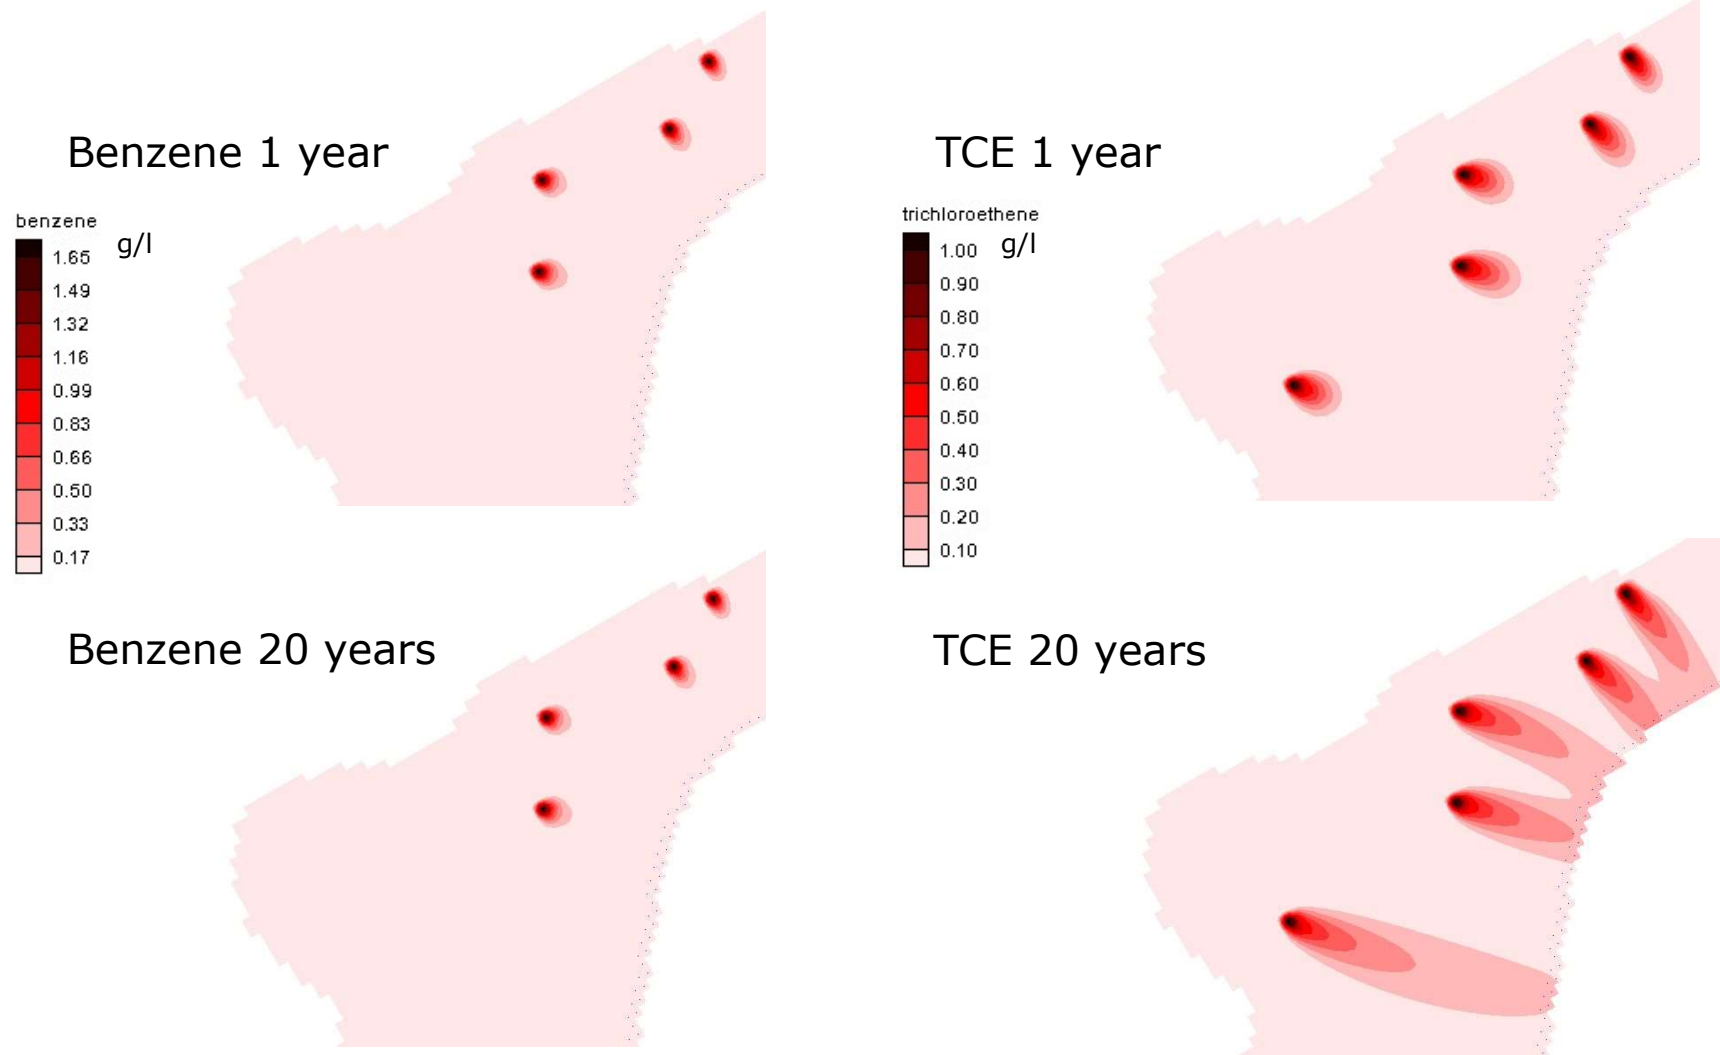 Benzene 1 year
benzene
g/l
1.65
1.49
1.32
1.16
0.99
0.83
0.66
0.50
0.33
0.17
TCE 1 year
trichloroethene
g/l
1.00
0.90
0.80
0.70
0.60
0.50
0.40
0.30
0.20
0.10
Benzene 20 years
TCE 20 years